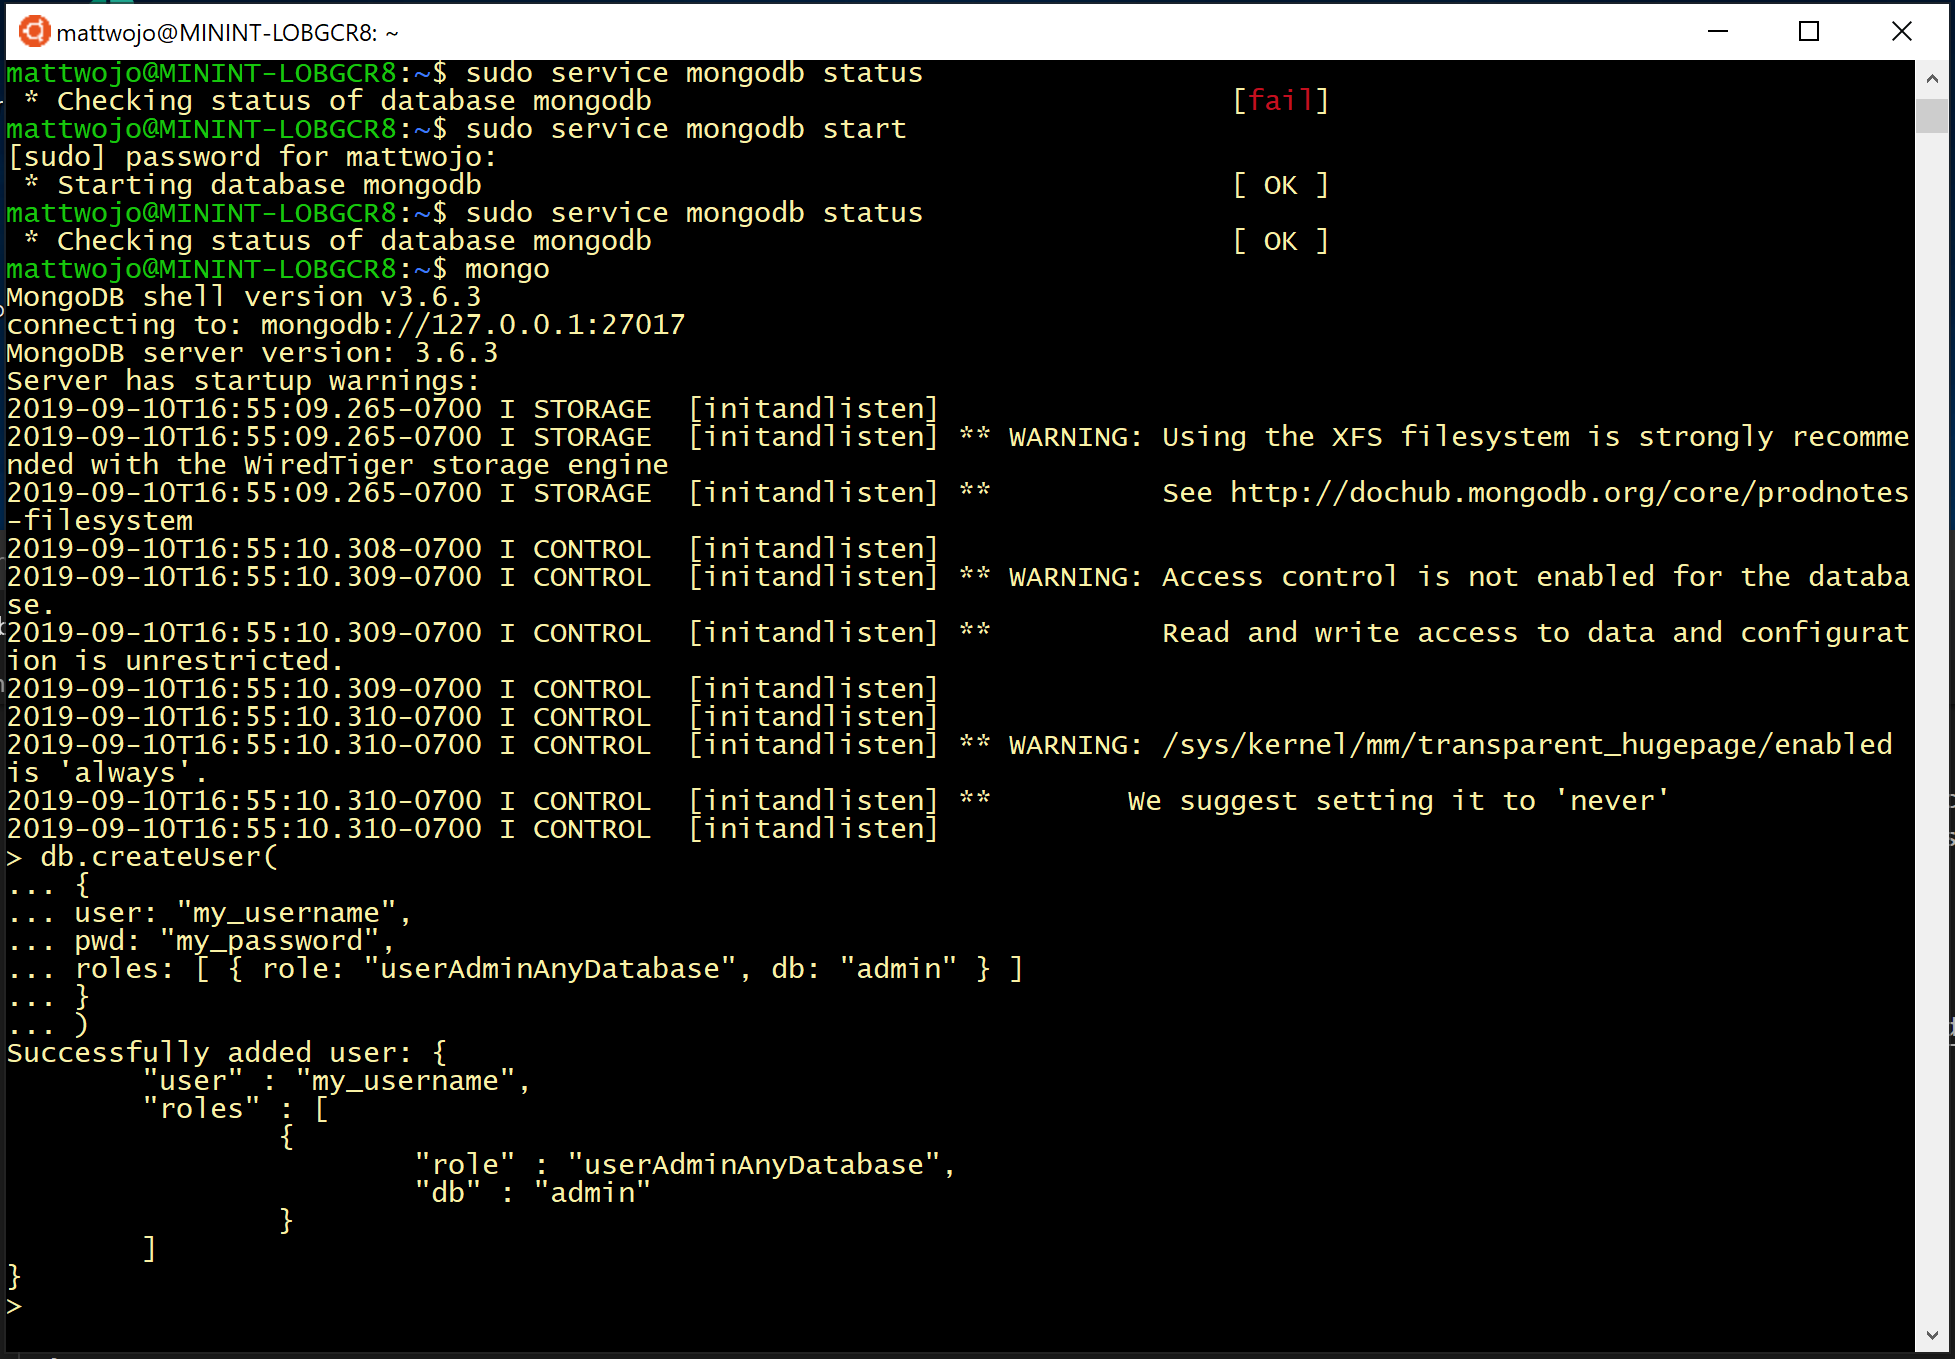 mattwojo@MININT-LOBGCR8: ~
mattwojo@MININT-LOBGCR8:~$ sudo service mongodb status
 * Checking status of database mongodb                                  [fail]
mattwojo@MININT-LOBGCR8:~$ sudo service mongodb start
[sudo] password for mattwojo:
 * Starting database mongodb                                            [ OK ]
mattwojo@MININT-LOBGCR8:~$ sudo service mongodb status
 * Checking status of database mongodb                                  [ OK ]
mattwojo@MININT-LOBGCR8:~$ mongo
MongoDB shell version v3.6.3
connecting to: mongodb://127.0.0.1:27017
MongoDB server version: 3.6.3
Server has startup warnings:
2019-09-10T16:55:09.265-0700 I STORAGE  [initandlisten]
2019-09-10T16:55:09.265-0700 I STORAGE  [initandlisten] ** WARNING: Using the XFS filesystem is strongly recomme
nded with the WiredTiger storage engine
2019-09-10T16:55:09.265-0700 I STORAGE  [initandlisten] **          See http://dochub.mongodb.org/core/prodnotes
-filesystem
2019-09-10T16:55:10.308-0700 I CONTROL  [initandlisten]
2019-09-10T16:55:10.309-0700 I CONTROL  [initandlisten] ** WARNING: Access control is not enabled for the databa
se.
2019-09-10T16:55:10.309-0700 I CONTROL  [initandlisten] **          Read and write access to data and configurat
ion is unrestricted.
2019-09-10T16:55:10.309-0700 I CONTROL  [initandlisten]
2019-09-10T16:55:10.310-0700 I CONTROL  [initandlisten]
2019-09-10T16:55:10.310-0700 I CONTROL  [initandlisten] ** WARNING: /sys/kernel/mm/transparent_hugepage/enabled
is 'always'.
2019-09-10T16:55:10.310-0700 I CONTROL  [initandlisten] **        We suggest setting it to 'never'
2019-09-10T16:55:10.310-0700 I CONTROL  [initandlisten]
> db.createUser(
... {
... user: "my_username",
... pwd: "my_password",
... roles: [ { role: "userAdminAnyDatabase", db: "admin" } ]
... }
... )
Successfully added user: {
        "user" : "my_username",
        "roles" : [
                {
                        "role" : "userAdminAnyDatabase",
                        "db" : "admin"
                }
        ]
}
>